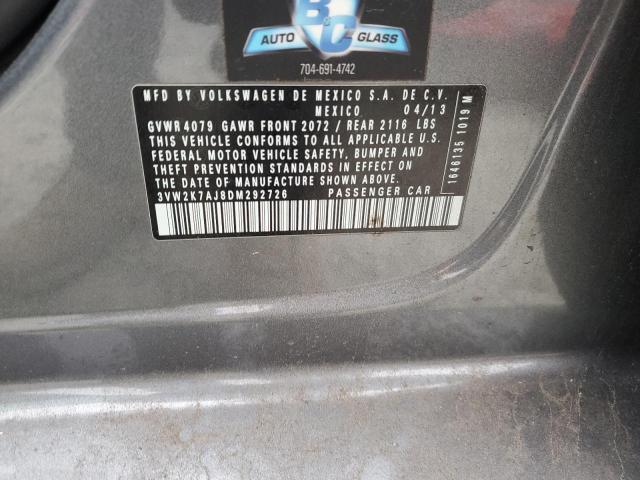 B&C
AUTO GLASS
704-691-4742
MFD BY VOLKSWAGEN DE MEXICO S.A. DE C.V.
MEXICO 04/13
GVWR 4079 GAWR FRONT 2072 / REAR 2116 LBS
THIS VEHICLE CONFORMS TO ALL APPLICABLE U.S.
FEDERAL MOTOR VEHICLE SAFETY, BUMPER AND
THEFT PREVENTION STANDARDS IN EFFECT ON
THE DATE OF MANUFACTURE SHOWN ABOVE
3VW2K7AJ8DM292726 PASSENGER CAR
1646135 1019 M